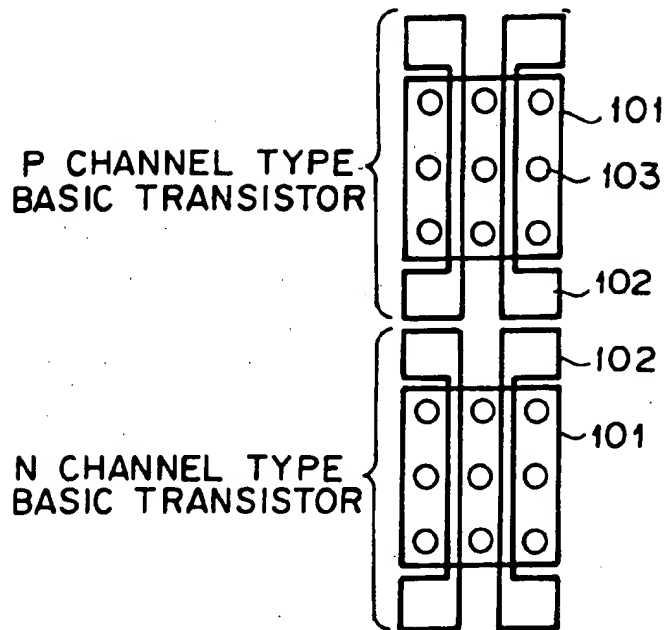 101
P CHANNEL TYPE
BASIC TRANSISTOR
103
102
102
101
N CHANNEL TYPE
BASIC TRANSISTOR